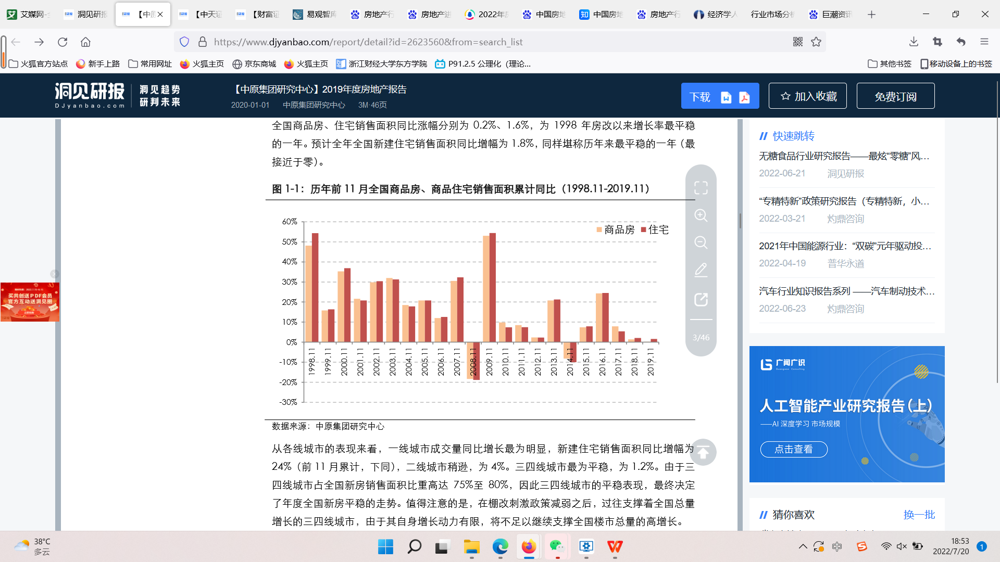 艾媒网-
洞见研报
【中原
【中天证
【财富证
易观智库
房地产行
房地产进
2022年房
中国房地
中国房地
房地产行
经济学人
行业市场分析
巨潮资讯
https://www.djyanbao.com/report/detail?id=2623560&from=search_list
火狐官方站点 新手上路 常用网址 火狐主页 京东商城 火狐主页 浙江财经大学东方学院 P91.2.5 公理化（理论... 其他书签 移动设备上的书签
洞见研报
DJyanbao.com
洞见趋势
研判未来
【中原集团研究中心】2019年度房地产报告
2020-01-01 中原集团研究中心 3M·46页
下载
加入收藏
免费订阅
全国商品房、住宅销售面积同比涨幅分别为 0.2%、1.6%，为 1998 年房改以来增长率最平稳
的一年。预计全年全国新建住宅销售面积同比增幅为 1.8%，同样堪称历年来最平稳的一年（最
接近于零）。
图 1-1：历年前 11 月全国商品房、商品住宅销售面积累计同比（1998.11-2019.11）
商品房 住宅
60%
50%
40%
30%
20%
10%
0%
-10%
-20%
-30%
1998.11 1999.11 2000.11 2001.11 2002.11 2003.11 2004.11 2005.11 2006.11 2007.11 2008.11 2009.11 2010.11 2011.11 2012.11 2013.11 2014.11 2015.11 2016.11 2017.11 2018.11 2019.11
数据来源：中原集团研究中心
从各线城市的表现来看，一线城市成交量同比增长最为明显，新建住宅销售面积同比增幅为
24%（前 11 月累计，下同），二线城市稍逊，为 4%。三四线城市最为平稳，为 1.2%。由于三
四线城市占全国新房销售面积比重高达 75%至 80%，因此三四线城市的平稳表现，最终决定
了年度全国新房平稳的走势。值得注意的是，在棚改刺激政策减弱之后，过往支撑着全国总量
增长的三四线城市，由于其自身增长动力有限，将不足以继续支撑全国楼市总量的高增长。
3/46
买共创送PDF会员
官方互动送洞见圈
快速跳转
无糖食品行业研究报告——最炫“零糖”风...
2022-06-21 洞见研报
“专精特新”政策研究报告（专精特新，小...
2022-03-21 灼鼎咨询
2021年中国能源行业：“双碳”元年驱动投...
2022-04-19 普华永道
汽车行业知识报告系列 ——汽车制动技术...
2022-06-23 灼鼎咨询
广闻广识
人工智能产业研究报告（上）
——AI 深度学习 市场规模
点击查看
猜你喜欢
换一批
38°C
多云
中
18:53
2022/7/20
1